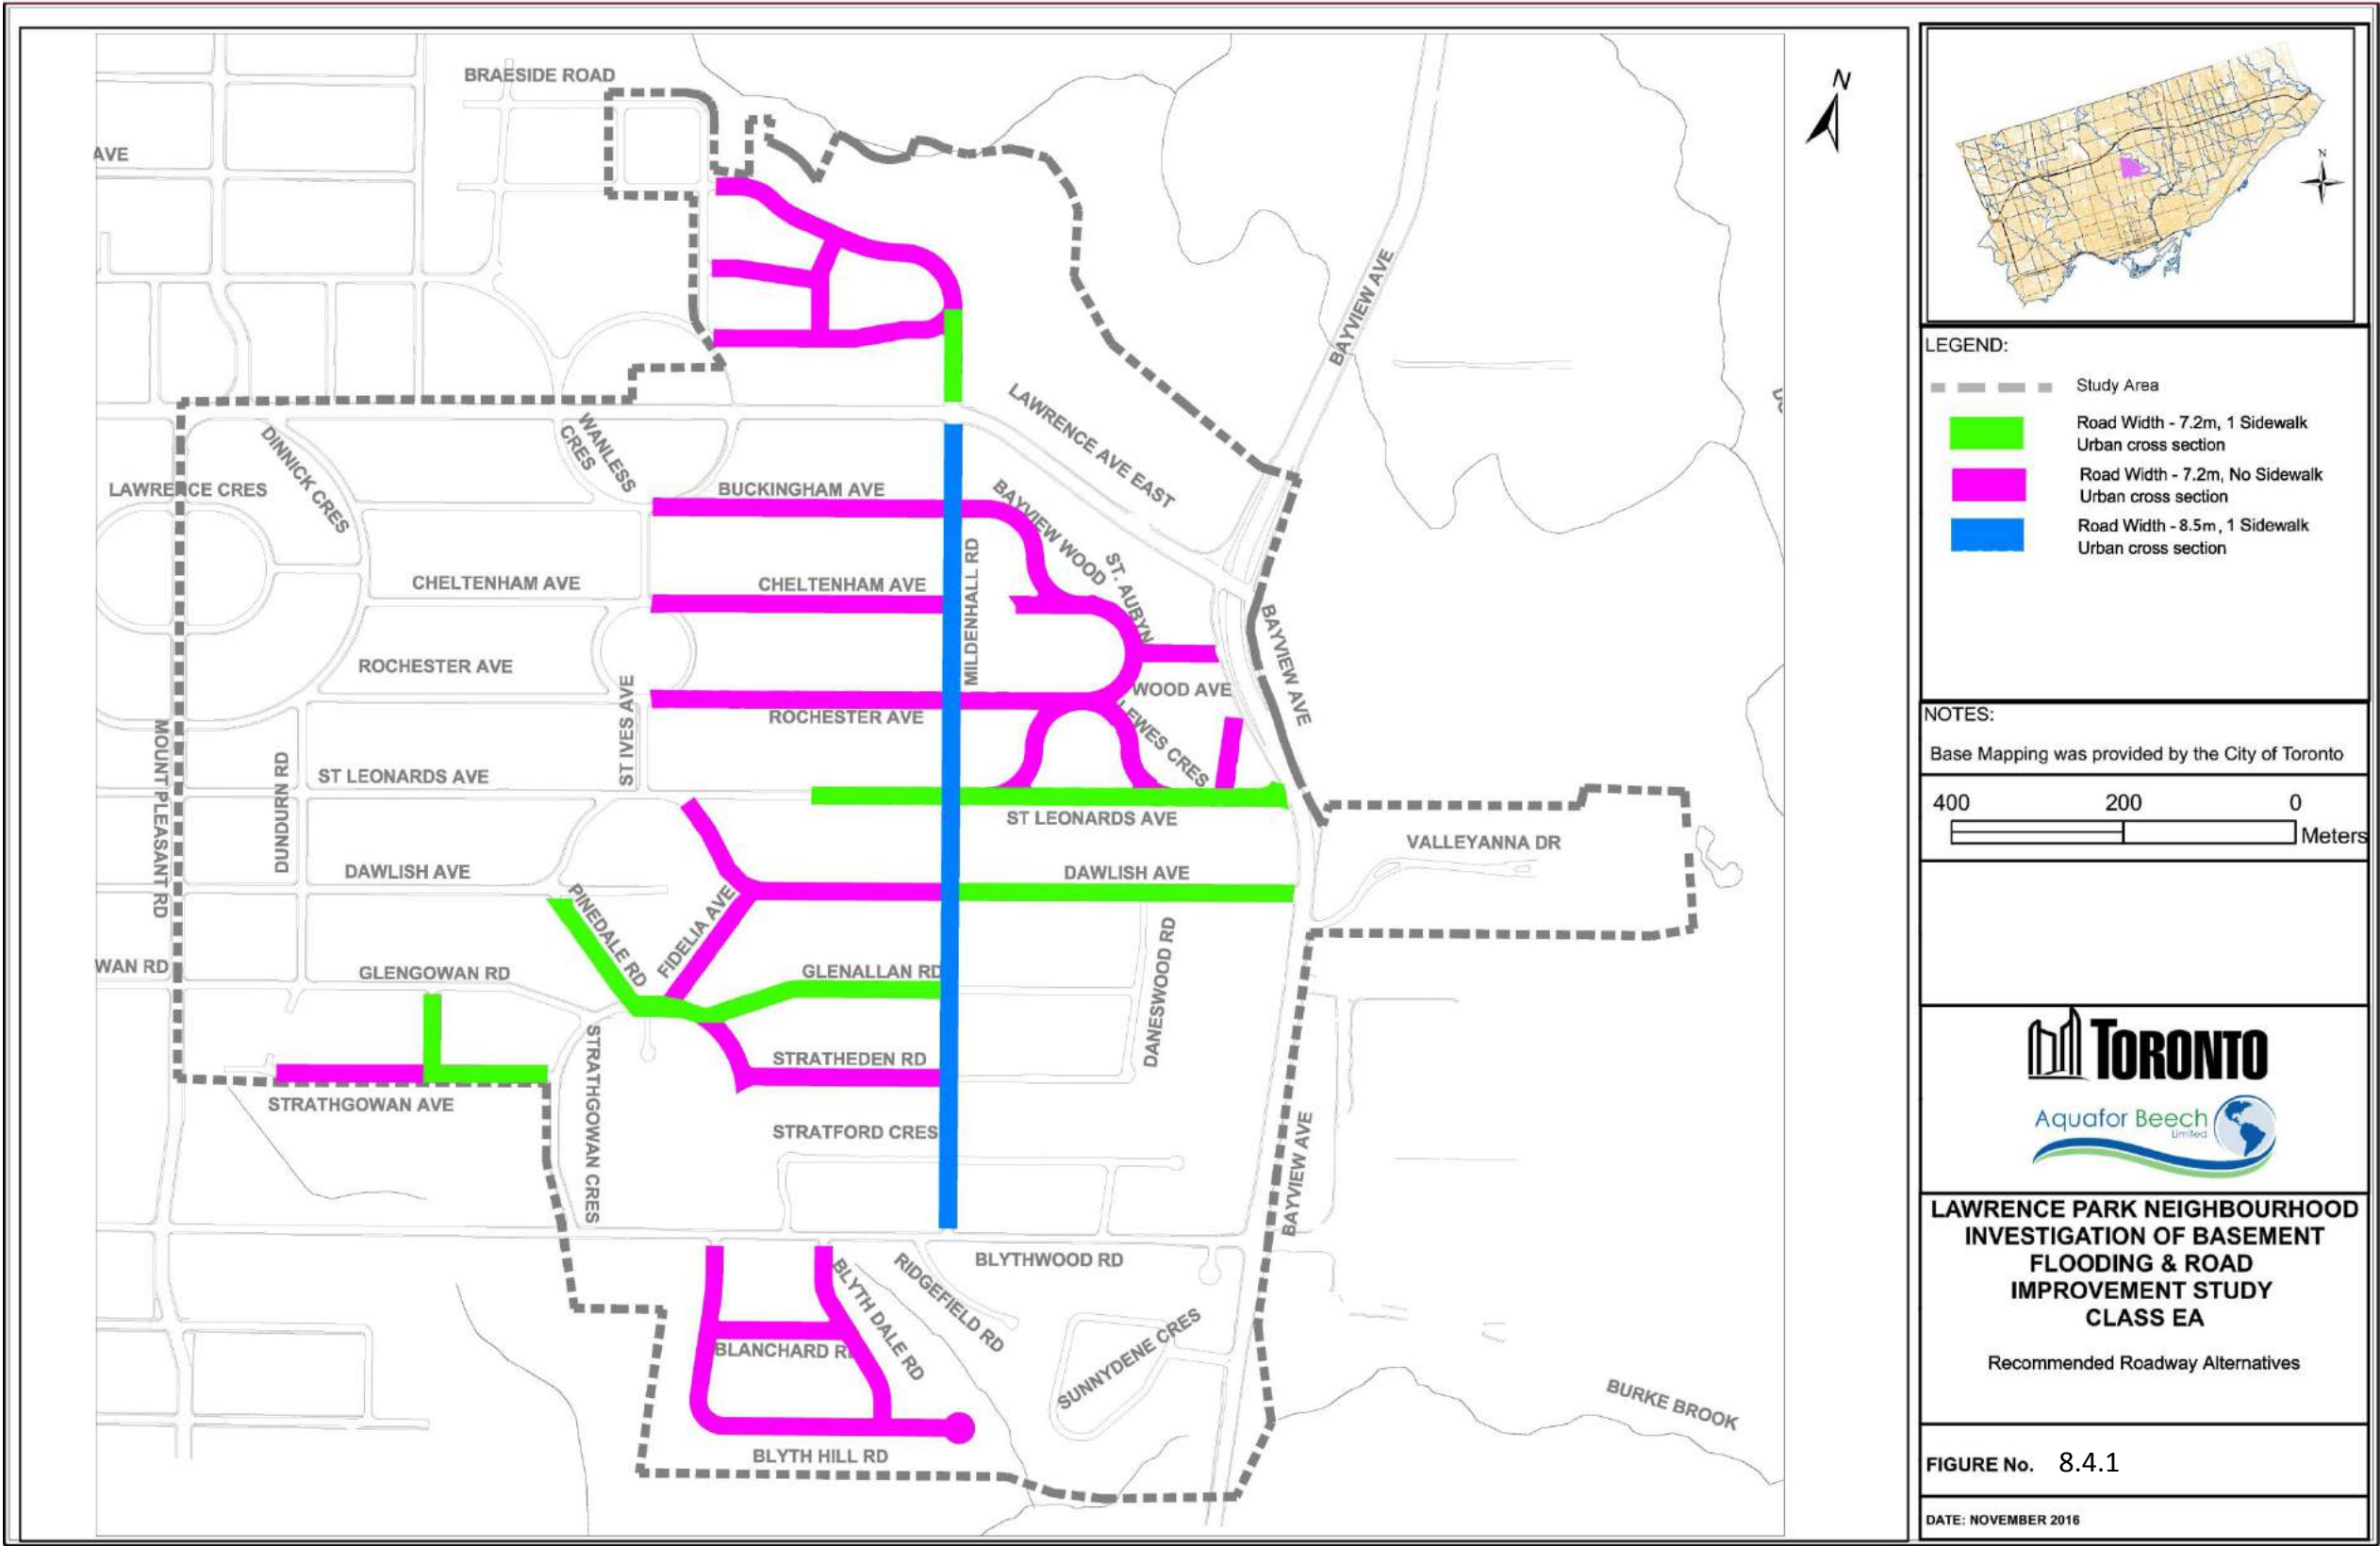 BRAESIDE ROAD
N
AVE
BAYVIEW AVE
LAWRENCE AVE EAST
WANLESS
CRES
DINNICK CRES
LAWRENCE CRES
BUCKINGHAM AVE
BAYVIEW WOOD
ST. AUBYN
MILDENHALL RD
CHELTENHAM AVE
CHELTENHAM AVE
BAYVIEW AVE
ROCHESTER AVE
WOOD AVE
ST IVES AVE
ROCHESTER AVE
LEWES CRES
MOUNT PLEASANT RD
DUNDURN RD
ST LEONARDS AVE
ST LEONARDS AVE
VALLEYANNA DR
DAWLISH AVE
DAWLISH AVE
PINEDALE RD
FIDELIA AVE
DANESWOOD RD
WAN RD
GLENGOWAN RD
GLENALLAN RD
STRATHGOWAN CRES
STRATHEDEN RD
STRATHGOWAN AVE
STRATFORD CRES
BAYVIEW AVE
BLYTHWOOD RD
BLYTH DALE RD
RIDGEFIELD RD
BLANCHARD R
SUNNYDENE CRES
BURKE BROOK
BLYTH HILL RD
N
LEGEND:
Study Area
Road Width - 7.2m, 1 Sidewalk
Urban cross section
Road Width - 7.2m, No Sidewalk
Urban cross section
Road Width - 8.5m, 1 Sidewalk
Urban cross section
NOTES:
Base Mapping was provided by the City of Toronto
400 200 0
Meters
TORONTO
Aquafor Beech
Limited
LAWRENCE PARK NEIGHBOURHOOD
INVESTIGATION OF BASEMENT
FLOODING & ROAD
IMPROVEMENT STUDY
CLASS EA
Recommended Roadway Alternatives
FIGURE No. 8.4.1
DATE: NOVEMBER 2016